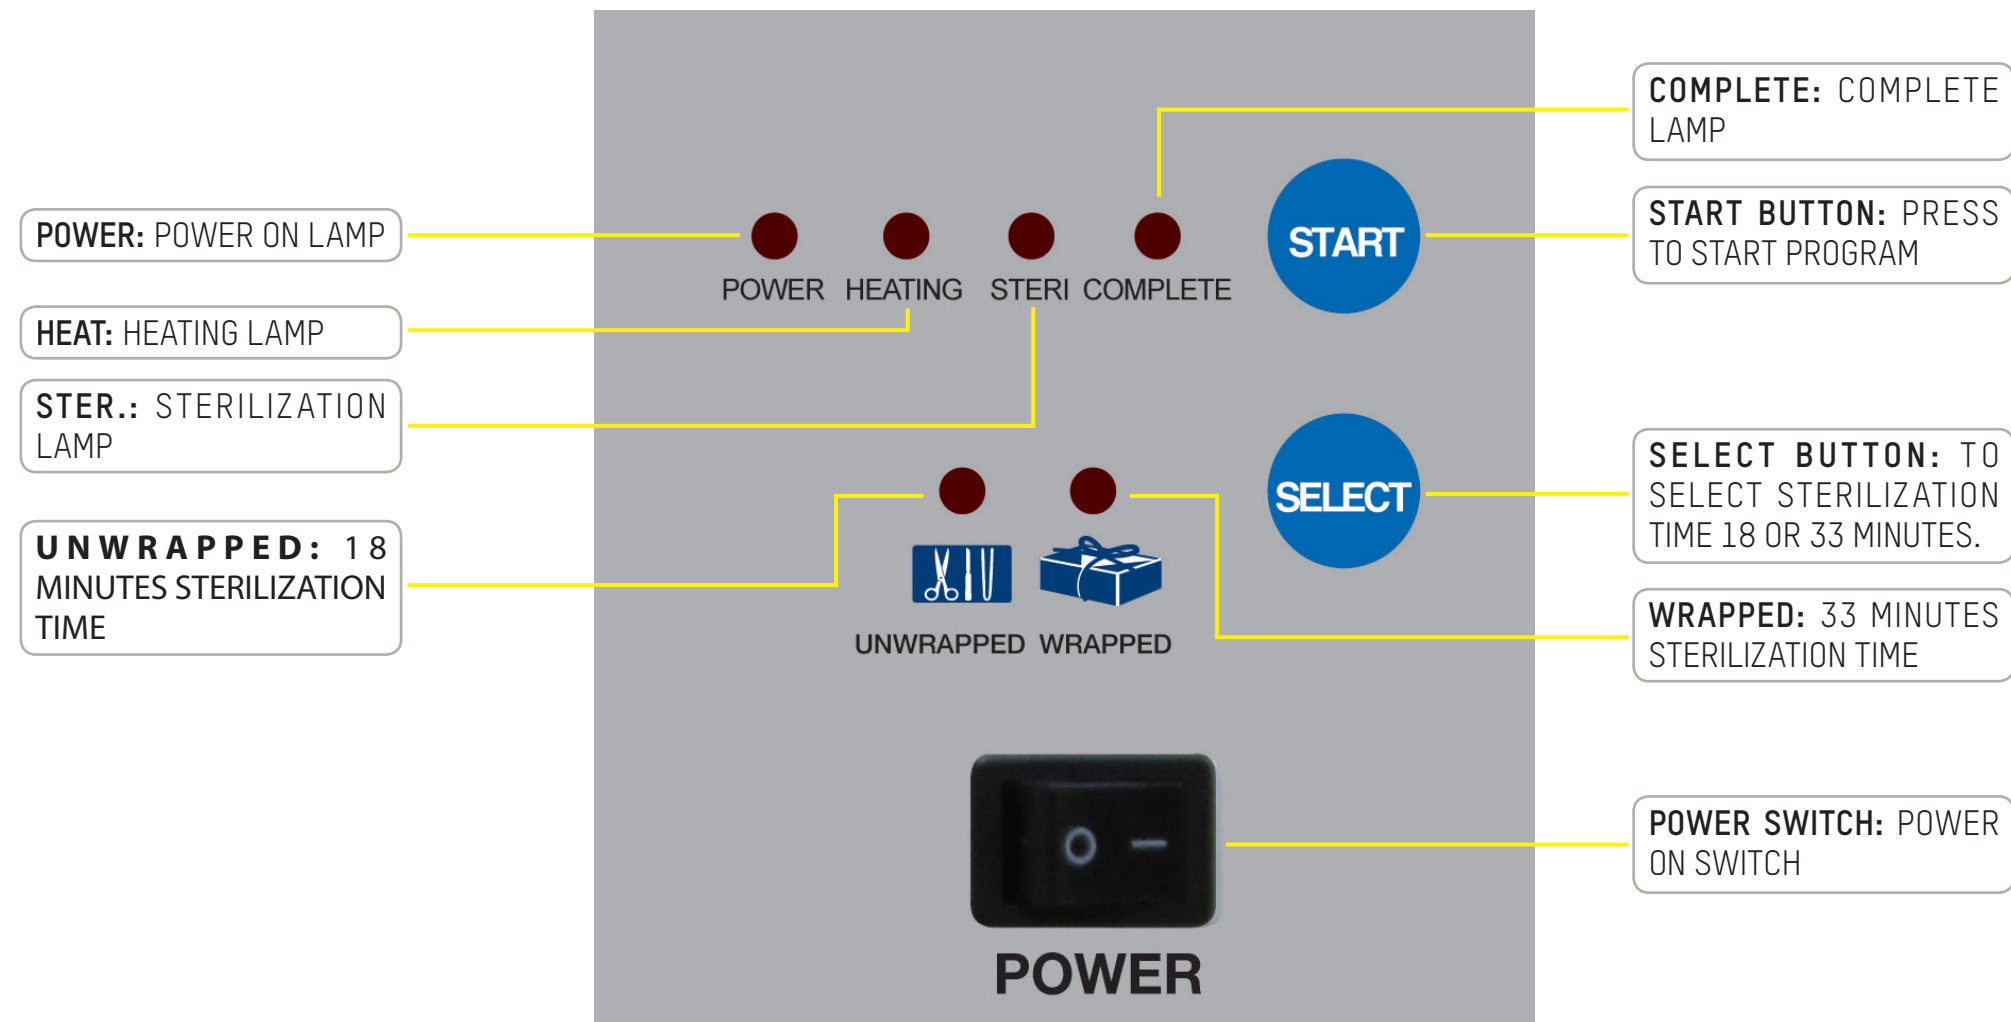 POWER: POWER ON LAMP
HEAT: HEATING LAMP
STER.: STERILIZATION
LAMP
UNWRAPPED: 18
MINUTES STERILIZATION
TIME
POWER HEATING STERI COMPLETE
START
SELECT
UNWRAPPED WRAPPED
O —
POWER
COMPLETE: COMPLETE
LAMP
START BUTTON: PRESS
TO START PROGRAM
SELECT BUTTON: TO
SELECT STERILIZATION
TIME 18 OR 33 MINUTES.
WRAPPED: 33 MINUTES
STERILIZATION TIME
POWER SWITCH: POWER
ON SWITCH